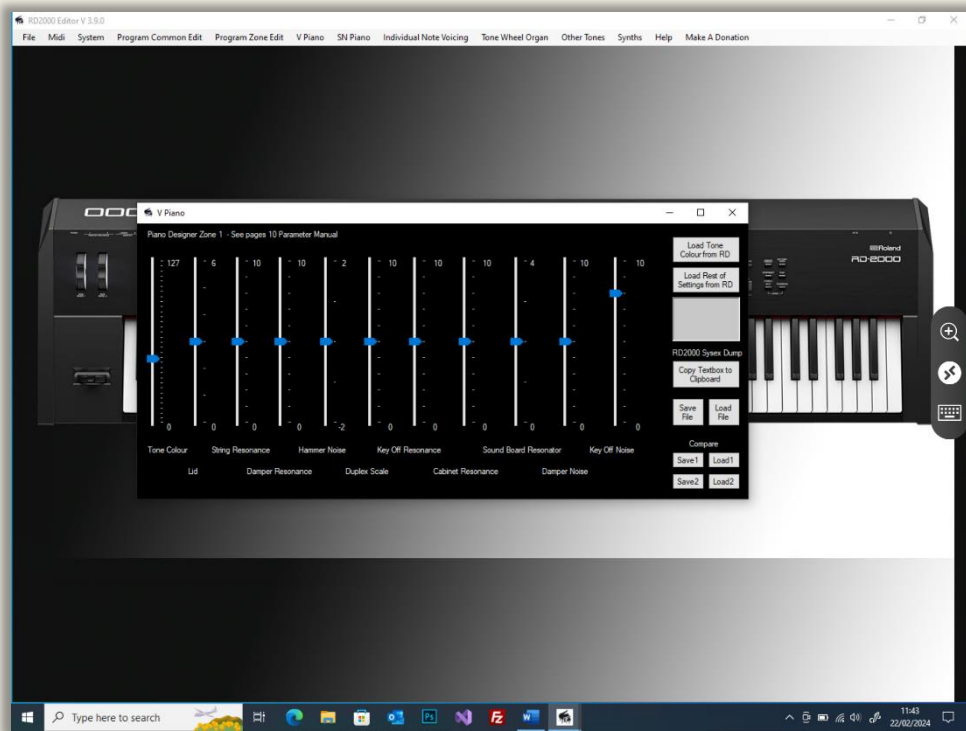 RD2000 Editor V 3.9.0
File Midi System Program Common Edit Program Zone Edit V Piano SN Piano Individual Note Voicing Tone Wheel Organ Other Tones Synths Help Make A Donation
V Piano
Piano Designer Zone 1 - See pages 10 Parameter Manual
127 6 10 10 2 10 10 10 4 10 10
0 0 0 0 -2 0 0 0 0 0 0
Tone Colour String Resonance Hammer Noise Key Off Resonance Sound Board Resonator Key Off Noise
Lid Damper Resonance Duplex Scale Cabinet Resonance Damper Noise
Load Tone
Colour from RD
Load Rest of
Settings from RD
RD2000 Sysex Dump
Copy Textbox to
Clipboard
Save
File
Load
File
Compare
Save1 Load1
Save2 Load2
Roland
RD-2000
Type here to search
Ps
Fz
11:43
22/02/2024